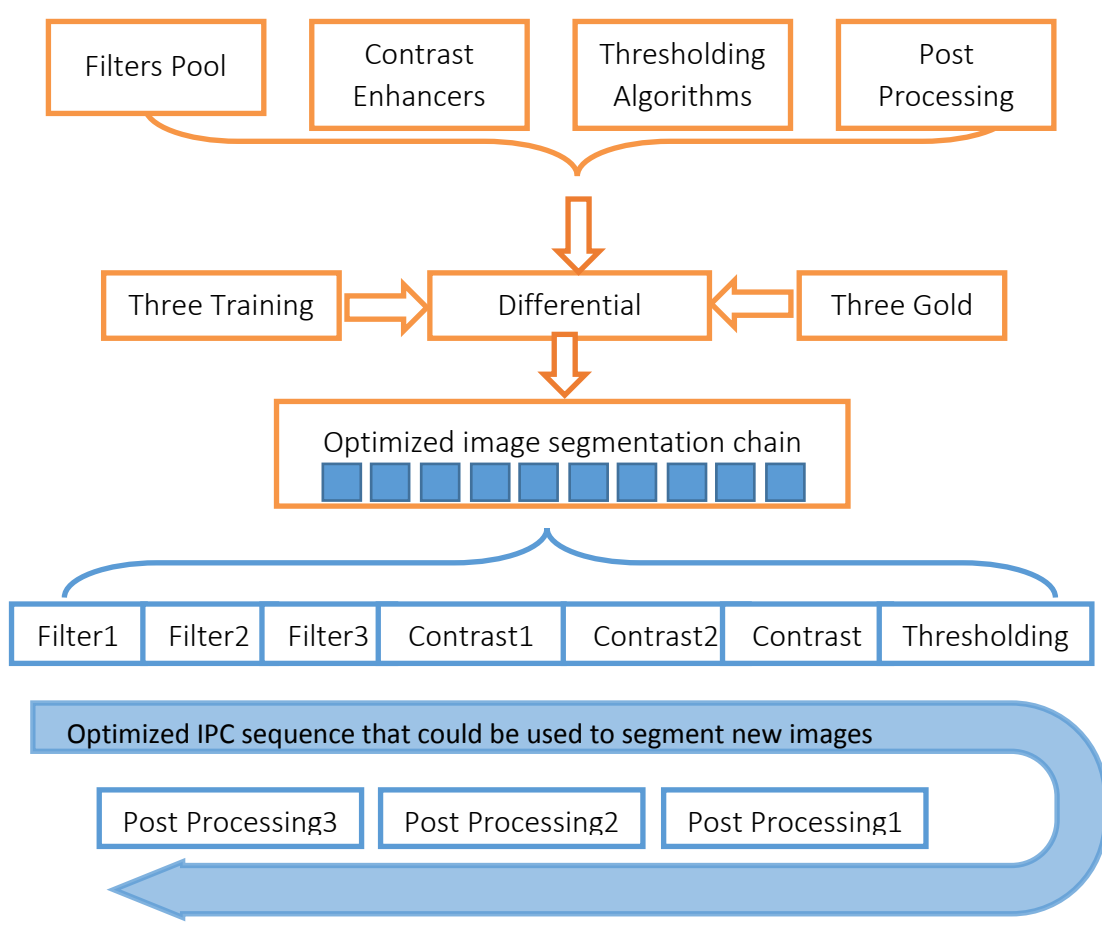 Filters Pool
Contrast
Enhancers
Thresholding
Algorithms
Post
Processing
Three Training
Differential
Three Gold
Optimized image segmentation chain
Filter1
Filter2
Filter3
Contrast1
Contrast2
Contrast
Thresholding
Optimized IPC sequence that could be used to segment new images
Post Processing3
Post Processing2
Post Processing1